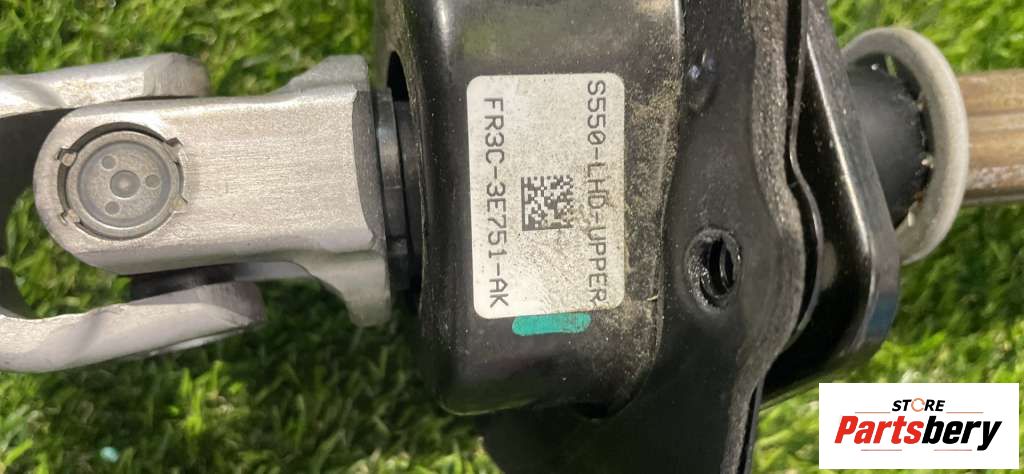 S550-LHD-UPPER
FR3C-3E751-AK
STORE
Partsbery